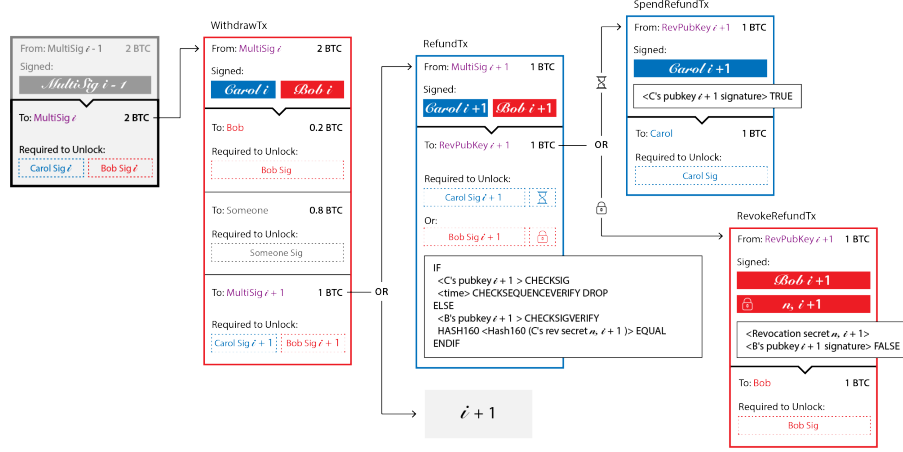 From: MultiSig i - 1 2 BTC
Signed:
MultiSig i - 1
To: MultiSig i 2 BTC
Required to Unlock:
Carol Sig i Bob Sig i
WithdrawTx
From: MultiSig i 2 BTC
Signed:
Carol i Bob i
To: Bob 0.2 BTC
Required to Unlock:
Bob Sig
To: Someone 0.8 BTC
Required to Unlock:
Someone Sig
To: MultiSig i + 1 1 BTC
Required to Unlock:
Carol Sig i + 1 Bob Sig i + 1
OR
RefundTx
From: MultiSig i + 1 1 BTC
Signed:
Carol i +1 Bob i +1
To: RevPubKey i + 1 1 BTC
Required to Unlock:
Carol Sig i + 1
Or:
Bob Sig i + 1
IF
<C's pubkey i + 1 > CHECKSIG
<time> CHECKSEQUENCEVERIFY DROP
ELSE
<B's pubkey i + 1 > CHECKSIGVERIFY
HASH160 <Hash160 (C's rev secret n, i + 1 )> EQUAL
ENDIF
i + 1
OR
SpendRefundTx
From: RevPubKey i +1 1 BTC
Signed:
Carol i +1
<C's pubkey i + 1 signature> TRUE
To: Carol 1 BTC
Required to Unlock:
Carol Sig
RevokeRefundTx
From: RevPubKey i +1 1 BTC
Signed:
Bob i +1
n, i +1
<Revocation secret n, i + 1>
<B's pubkey i + 1 signature> FALSE
To: Bob 1 BTC
Required to Unlock:
Bob Sig